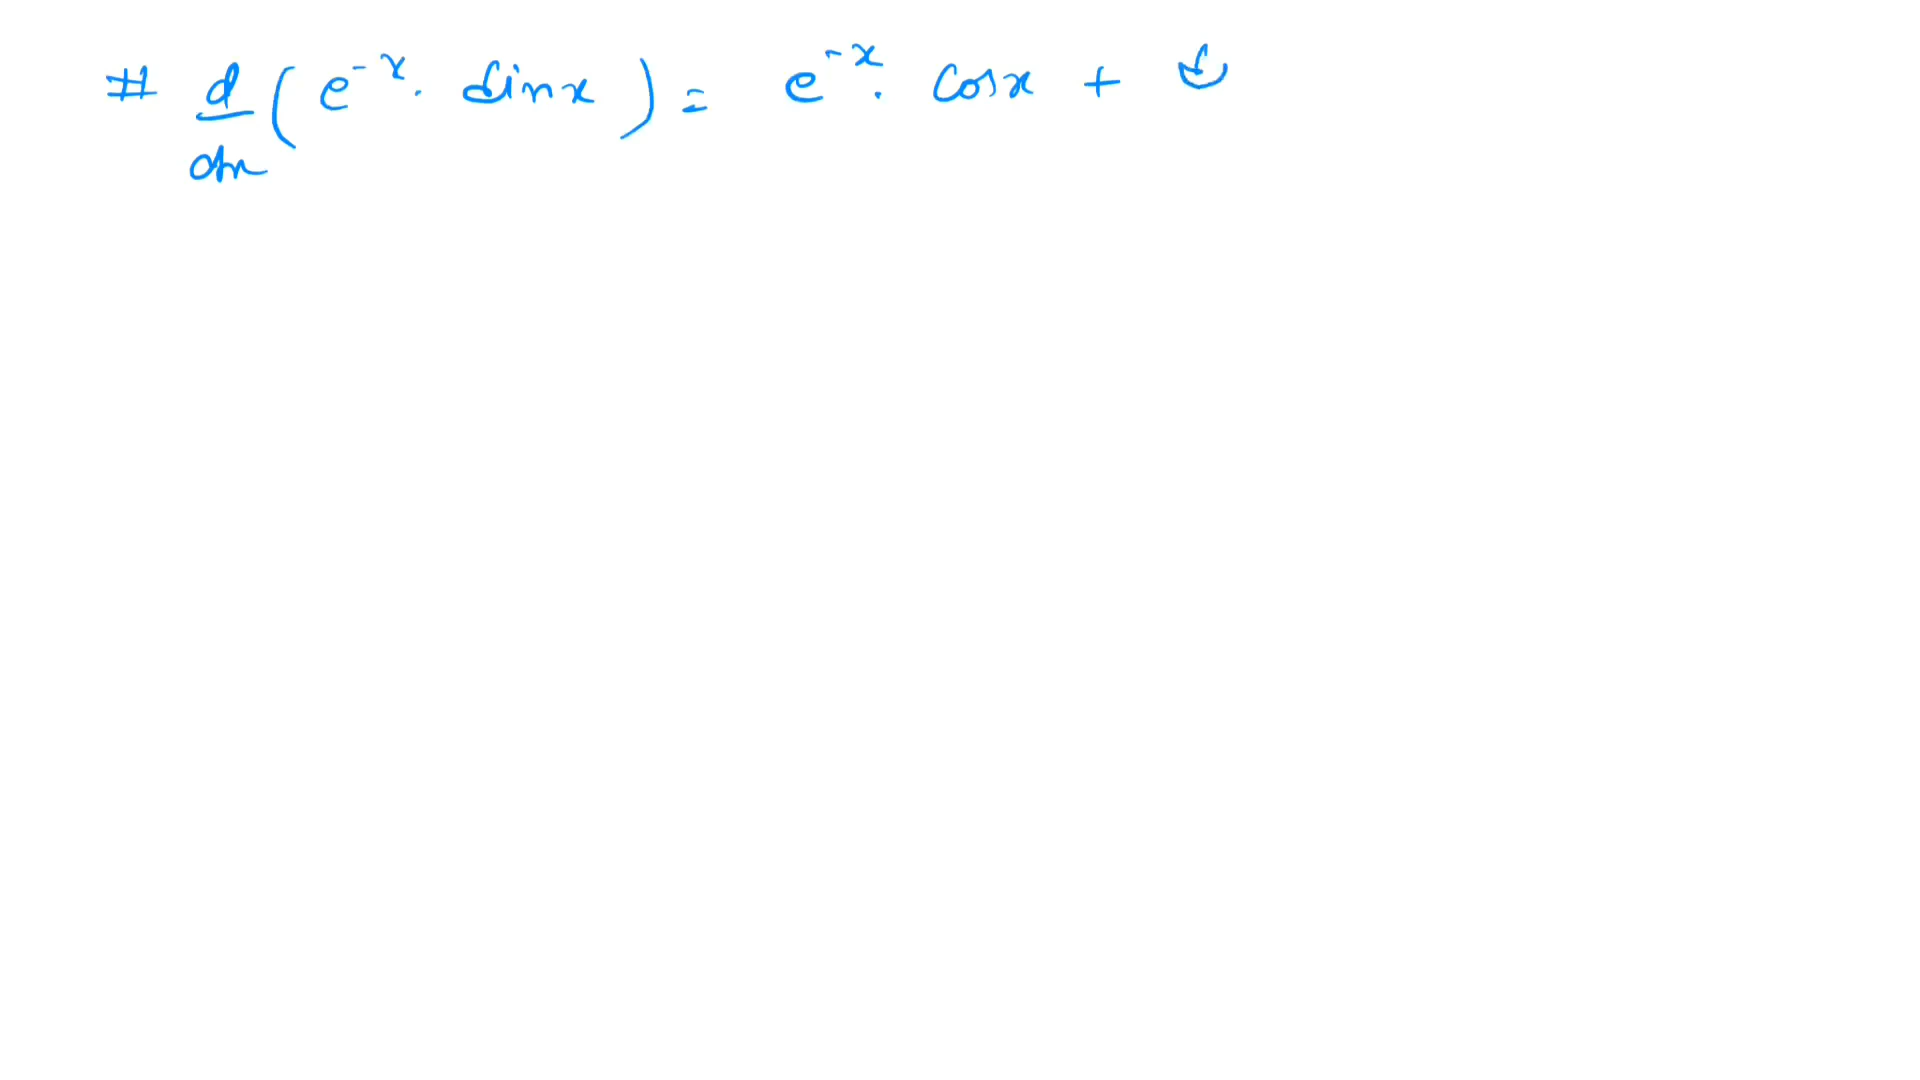 # d/dx (e^-x . sinx) = e^-x . cosx +